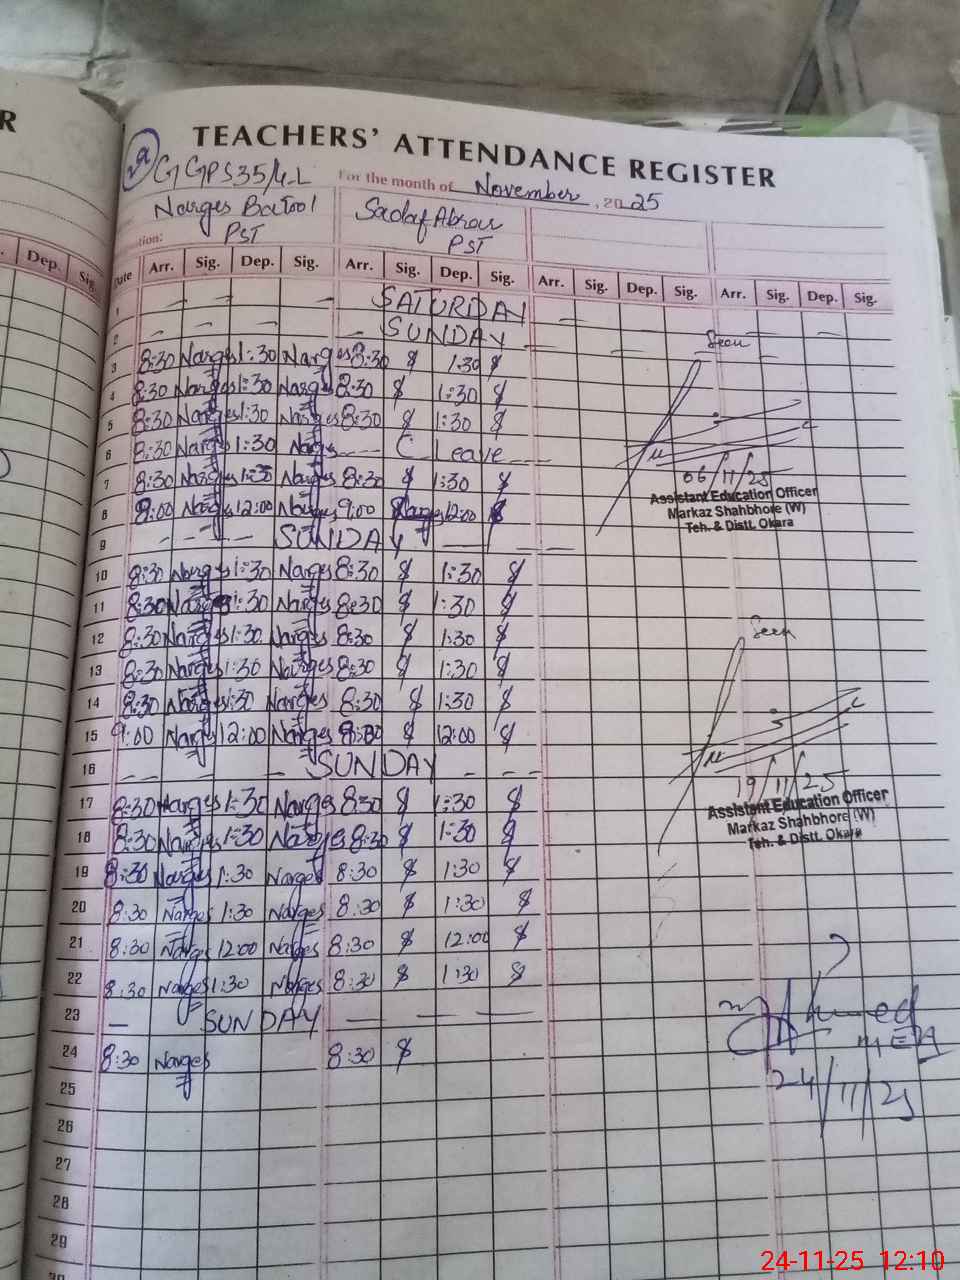 R
TEACHERS' ATTENDANCE REGISTER
GGPS 35/4-L For the month of November, 2025
Narges Batool Sadaf Abrar
PST PST
Dep. Sig. Date Arr. Sig. Dep. Sig. Arr. Sig. Dep. Sig. Arr. Sig. Dep. Sig. Arr. Sig. Dep. Sig.
1 — — — SATURDAY — — —
2 — — — — SUNDAY — — —
3 8:30 Narges 1:30 Narges 8:30 1:30
4 8:30 Narges 1:30 Narges 8:30 1:30
5 8:30 Narges 1:30 Narges 8:30 1:30
6 8:30 Narges 1:30 Narges — — C Leave — —
7 8:30 Narges 1:30 Narges 8:30 1:30
8 9:00 Narges 12:00 Narges 9:00 12:00
9 — — — SUNDAY — — —
10 8:30 Narges 1:30 Narges 8:30 1:30
11 8:30 Narges 1:30 Narges 8:30 1:30
12 8:30 Narges 1:30 Narges 8:30 1:30
13 8:30 Narges 1:30 Narges 8:30 1:30
14 8:30 Narges 1:30 Narges 8:30 1:30
15 9:00 Narges 12:00 Narges 12:00
16 — — — — SUNDAY — — —
17 8:30 Narges 1:30 Narges 8:30 1:30
18 8:30 Narges 1:30 Narges 8:30 1:30
19 8:30 Narges 1:30 Narges 8:30 1:30
20 8:30 Narges 1:30 Narges 8:30 1:30
21 8:30 Narges 12:00 Narges 8:30 12:00
22 8:30 Narges 1:30 Narges 8:30 1:30
23 — SUNDAY — — — —
24 8:30 Narges 8:30
25
26
27
28
29
30
Seen
06/11/25
Assistant Education Officer
Markaz Shahbhore (W)
Teh. & Distt. Okara
Seen
19/11/25
Assistant Education Officer
Markaz Shahbhore (W)
Teh. & Distt. Okara
Ahmed
MEA
24/11/25
24-11-25 12:10